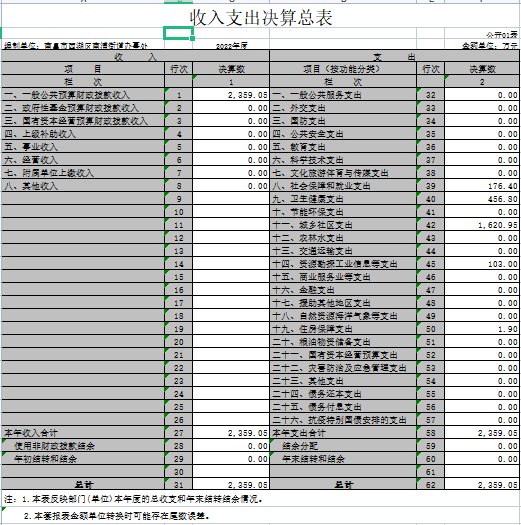 收入支出决算总表
公开01表
编制单位：南昌市西湖区南浦街道办事处 2022年度 金额单位：万元
收 入 支 出
项 目 行次 决算数 项目（按功能分类） 行次 决算数
栏 次 1 栏 次 2
一、一般公共预算财政拨款收入 1 2,359.05 一、一般公共服务支出 32 0.00
二、政府性基金预算财政拨款收入 2 0.00 二、外交支出 33 0.00
三、国有资本经营预算财政拨款收入 3 0.00 三、国防支出 34 0.00
四、上级补助收入 4 0.00 四、公共安全支出 35 0.00
五、事业收入 5 0.00 五、教育支出 36 0.00
六、经营收入 6 0.00 六、科学技术支出 37 0.00
七、附属单位上缴收入 7 0.00 七、文化旅游体育与传媒支出 38 0.00
八、其他收入 8 0.00 八、社会保障和就业支出 39 176.40
9 九、卫生健康支出 40 456.80
10 十、节能环保支出 41 0.00
11 十一、城乡社区支出 42 1,620.95
12 十二、农林水支出 43 0.00
13 十三、交通运输支出 44 0.00
14 十四、资源勘探工业信息等支出 45 103.00
15 十五、商业服务业等支出 46 0.00
16 十六、金融支出 47 0.00
17 十七、援助其他地区支出 48 0.00
18 十八、自然资源海洋气象等支出 49 0.00
19 十九、住房保障支出 50 1.90
20 二十、粮油物资储备支出 51 0.00
21 二十一、国有资本经营预算支出 52 0.00
22 二十二、灾害防治及应急管理支出 53 0.00
23 二十三、其他支出 54 0.00
24 二十四、债务还本支出 55 0.00
25 二十五、债务付息支出 56 0.00
26 二十六、抗疫特别国债安排的支出 57 0.00
本年收入合计 27 2,359.05 本年支出合计 58 2,359.05
使用非财政拨款结余 28 0.00 结余分配 59 0.00
年初结转和结余 29 0.00 年末结转和结余 60 0.00
30 61
总计 31 2,359.05 总计 62 2,359.05
注：1.本表反映部门(单位)本年度的总收支和年末结转结余情况。
2.本套报表金额单位转换时可能存在尾数误差。